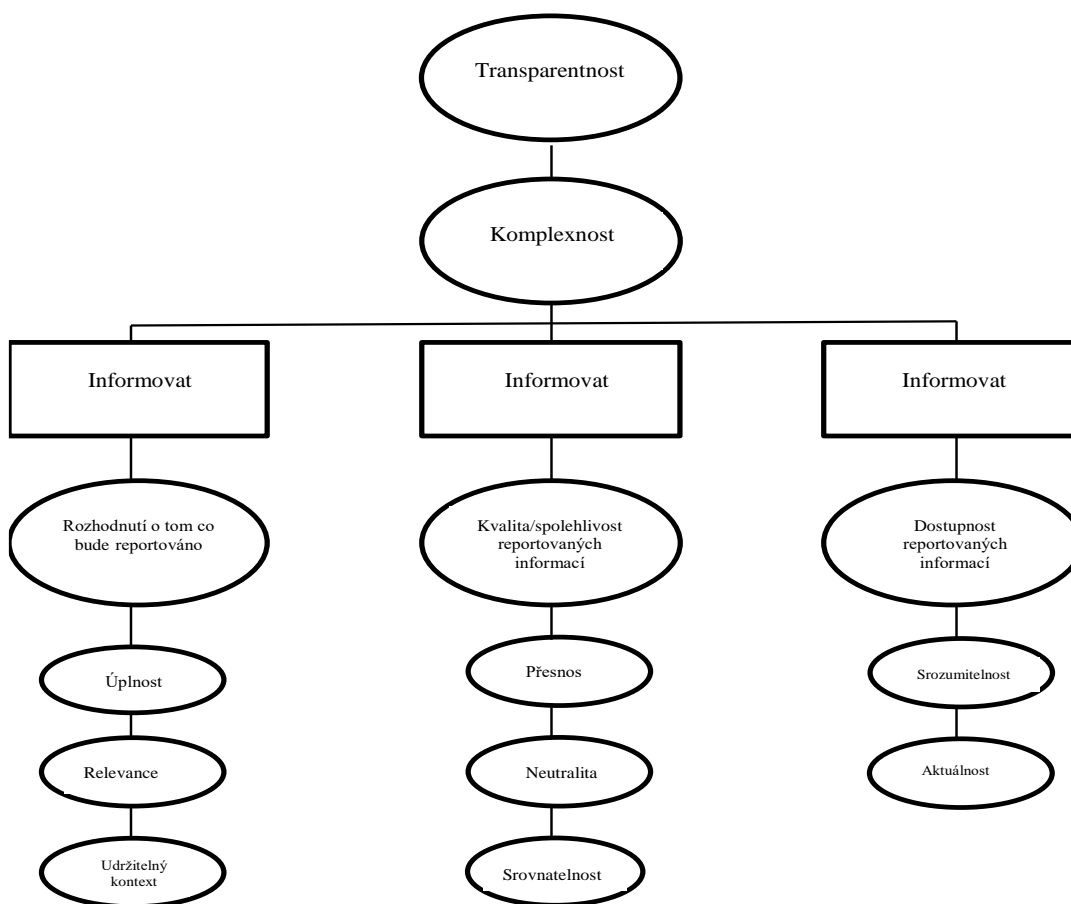 Transparentnost
Komplexnost
Informovat
Informovat
Informovat
Rozhodnutí o tom co
bude reportováno
Kvalita/spolehlivost
reportovaných
informací
Dostupnost
reportovaných
informací
Úplnost
Přesnos
Srozumitelnost
Relevance
Neutralita
Aktuálnost
Udržitelný
kontext
Srovnatelnost